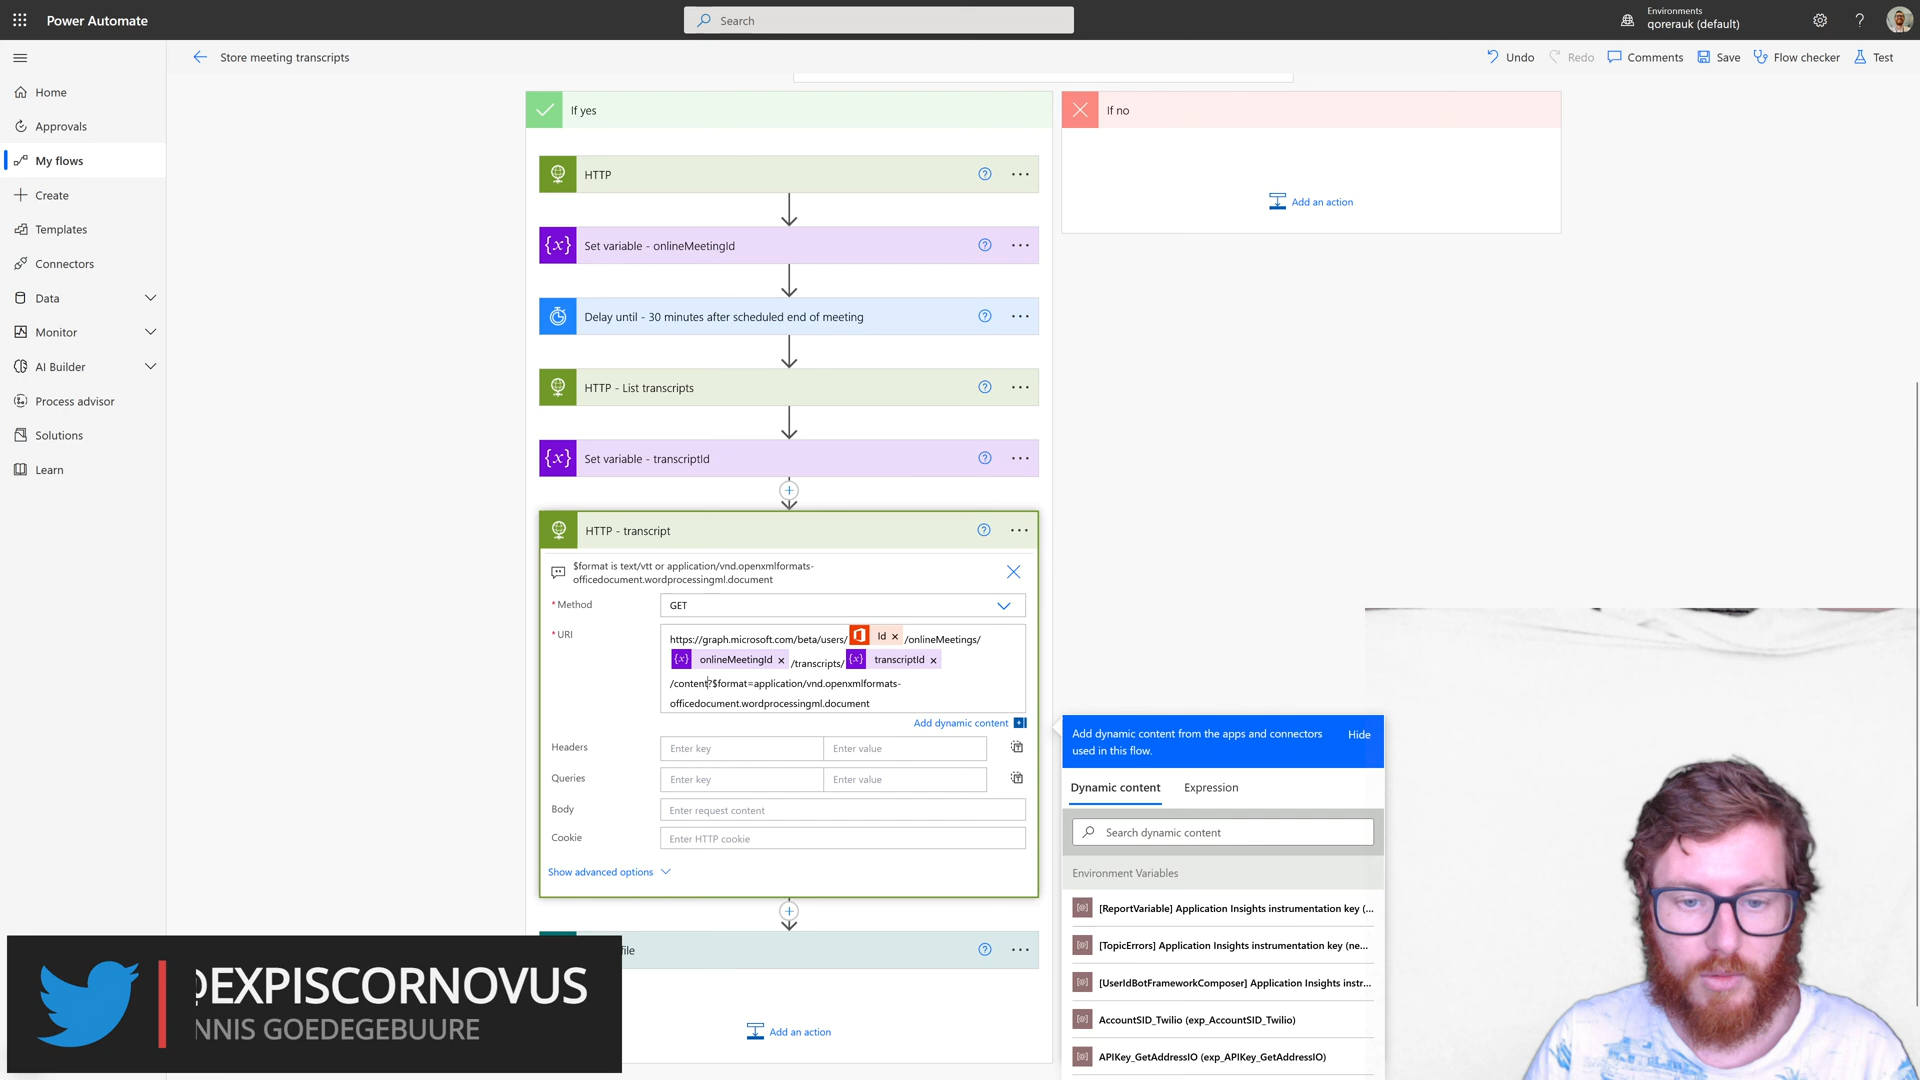 Power Automate
Search
Environments
qorerauk (default)
Store meeting transcripts
Undo
Redo
Comments
Save
Flow checker
Test
Home
Approvals
My flows
Create
Templates
Connectors
Data
Monitor
AI Builder
Process advisor
Solutions
Learn
If yes
HTTP
Set variable - onlineMeetingId
Delay until - 30 minutes after scheduled end of meeting
HTTP - List transcripts
Set variable - transcriptId
HTTP - transcript
$format is text/vtt or application/vnd.openxmlformats-
officedocument.wordprocessingml.document
* Method
GET
* URI
https://graph.microsoft.com/beta/users/ Id × /onlineMeetings/
{x} onlineMeetingId × /transcripts/ {x} transcriptId ×
/content?$format=application/vnd.openxmlformats-
officedocument.wordprocessingml.document
Add dynamic content
Headers
Enter key
Enter value
Queries
Enter key
Enter value
Body
Enter request content
Cookie
Enter HTTP cookie
Show advanced options
file
Add an action
If no
Add an action
Add dynamic content from the apps and connectors
used in this flow.
Hide
Dynamic content
Expression
Search dynamic content
Environment Variables
[ReportVariable] Application Insights instrumentation key (...
[TopicErrors] Application Insights instrumentation key (ne...
[UserIdBotFrameworkComposer] Application Insights instr...
AccountSID_Twilio (exp_AccountSID_Twilio)
APIKey_GetAddressIO (exp_APIKey_GetAddressIO)
@EXPISCORNOVUS
NNIS GOEDEGEBUURE